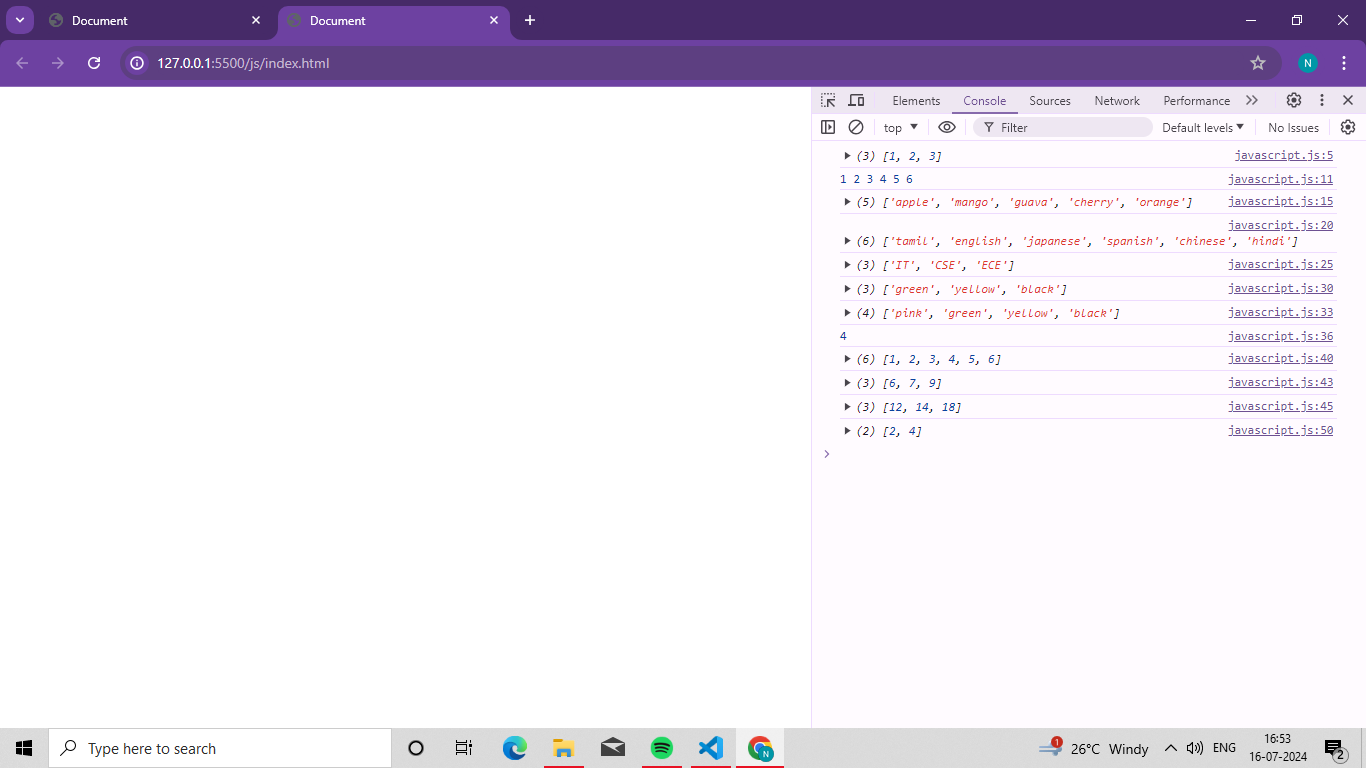 Document
Document
127.0.0.1:5500/js/index.html
N
Elements Console Sources Network Performance
top Filter Default levels No Issues
(3) [1, 2, 3] javascript.js:5
1 2 3 4 5 6 javascript.js:11
(5) ['apple', 'mango', 'guava', 'cherry', 'orange'] javascript.js:15
javascript.js:20
(6) ['tamil', 'english', 'japanese', 'spanish', 'chinese', 'hindi']
(3) ['IT', 'CSE', 'ECE'] javascript.js:25
(3) ['green', 'yellow', 'black'] javascript.js:30
(4) ['pink', 'green', 'yellow', 'black'] javascript.js:33
4 javascript.js:36
(6) [1, 2, 3, 4, 5, 6] javascript.js:40
(3) [6, 7, 9] javascript.js:43
(3) [12, 14, 18] javascript.js:45
(2) [2, 4] javascript.js:50
Type here to search
N
1
26°C Windy
ENG
16:53
16-07-2024
2